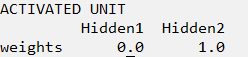 ACTIVATED UNIT
Hidden1 Hidden2
weights 0.0 1.0